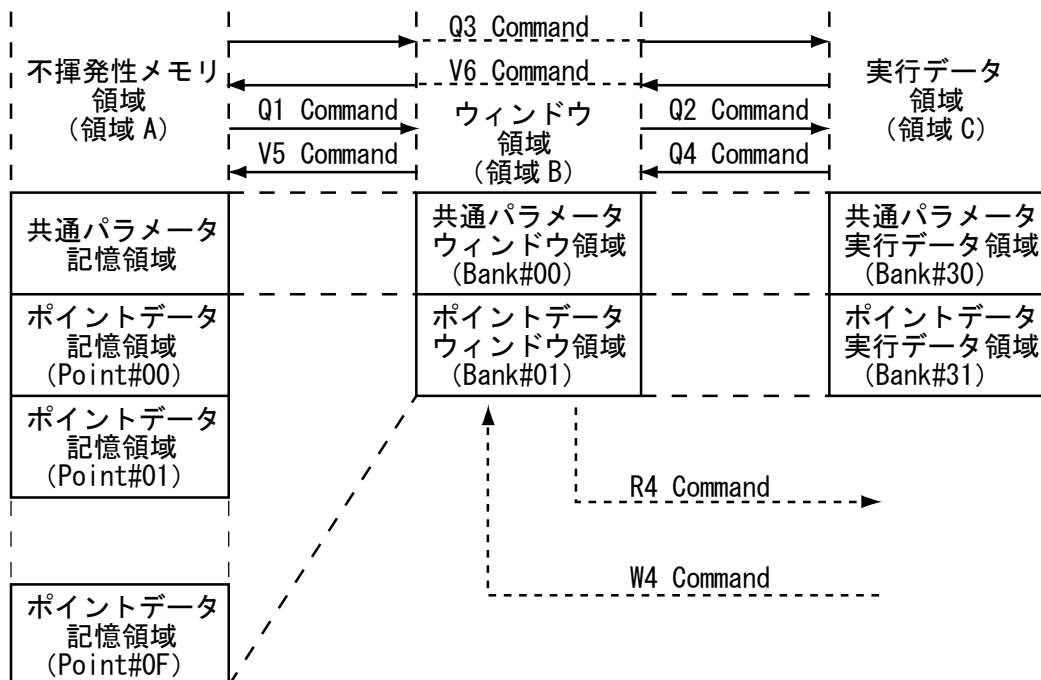 Q3 Command
V6 Command
不揮発性メモリ
領域
(領域 A)
Q1 Command
V5 Command
ウィンドウ
領域
(領域 B)
Q2 Command
Q4 Command
実行データ
領域
(領域 C)
共通パラメータ
記憶領域
共通パラメータ
ウィンドウ領域
(Bank#00)
共通パラメータ
実行データ領域
(Bank#30)
ポイントデータ
記憶領域
(Point#00)
ポイントデータ
ウィンドウ領域
(Bank#01)
ポイントデータ
実行データ領域
(Bank#31)
ポイントデータ
記憶領域
(Point#01)
R4 Command
W4 Command
ポイントデータ
記憶領域
(Point#0F)